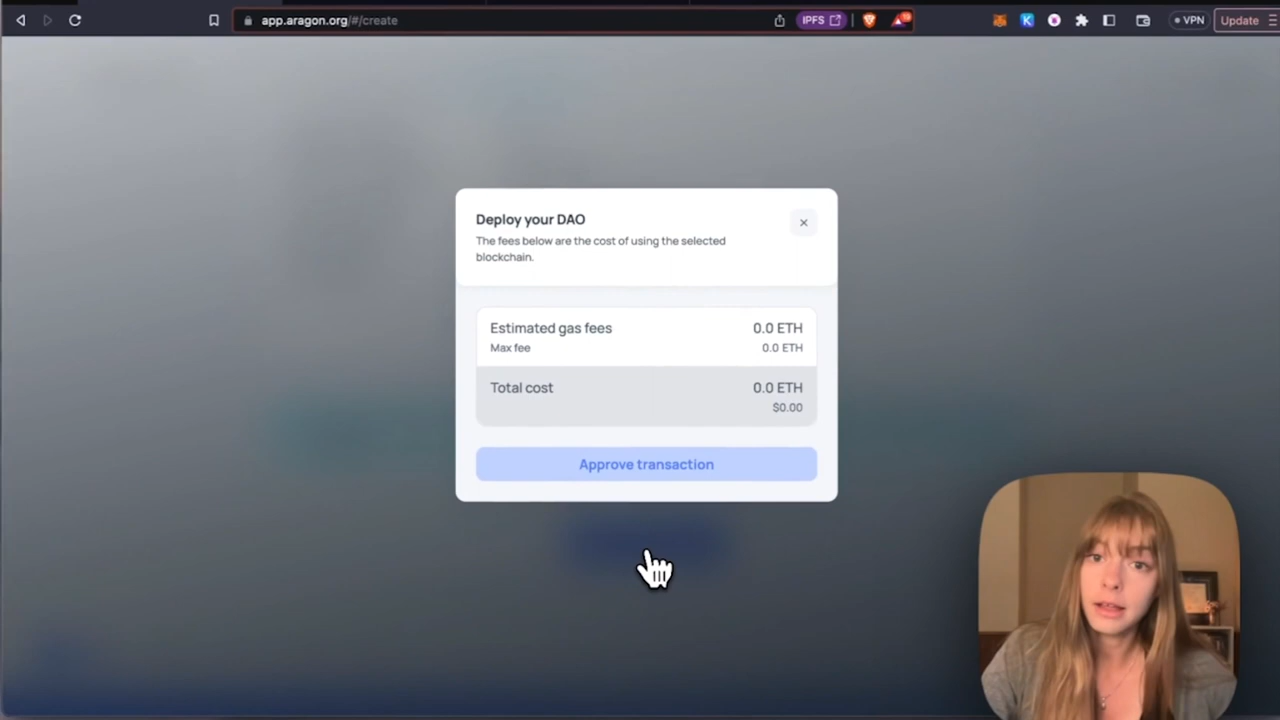 app.aragon.org/#/create
IPFS
VPN
Update
Deploy your DAO
The fees below are the cost of using the selected
blockchain.
Estimated gas fees 0.0 ETH
Max fee 0.0 ETH
Total cost 0.0 ETH
$0.00
Approve transaction